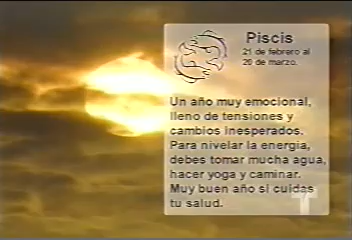 Piscis
21 de febrero al
20 de marzo.
Un año muy emocional,
lleno de tensiones y
cambios inesperados.
Para nivelar la energia,
debes tomar mucha agua,
hacer yoga y caminar.
Muy buen año si cuidas
tu salud.